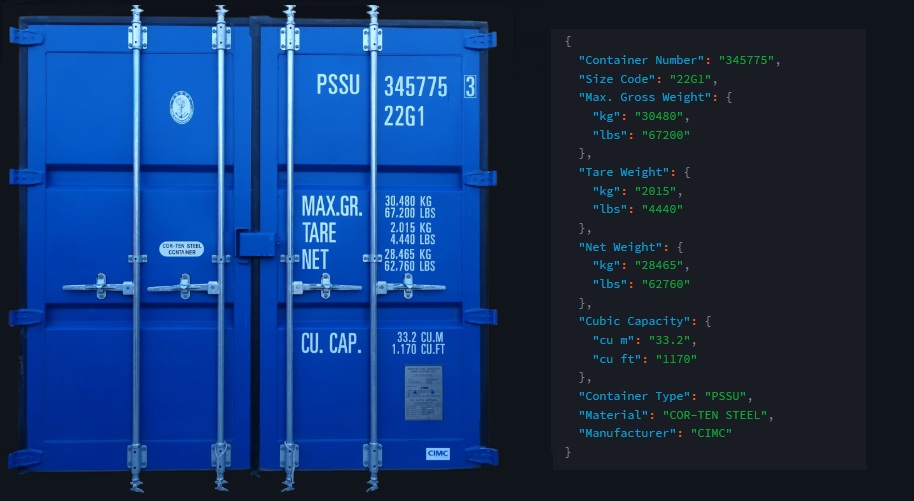 PSSU 345775 3
22G1
COR-TEN STEEL
CONTAINER
MAX.GR. 30.480 KG
67.200 LBS
TARE 2.015 KG
4.440 LBS
NET 28.465 KG
62.760 LBS
CU. CAP. 33.2 CU.M
1.170 CU.FT
CIMC
{
"Container Number": "345775",
"Size Code": "22G1",
"Max. Gross Weight": {
"kg": "30480",
"lbs": "67200"
},
"Tare Weight": {
"kg": "2015",
"lbs": "4440"
},
"Net Weight": {
"kg": "28465",
"lbs": "62760"
},
"Cubic Capacity": {
"cu m": "33.2",
"cu ft": "1170"
},
"Container Type": "PSSU",
"Material": "COR-TEN STEEL",
"Manufacturer": "CIMC"
}